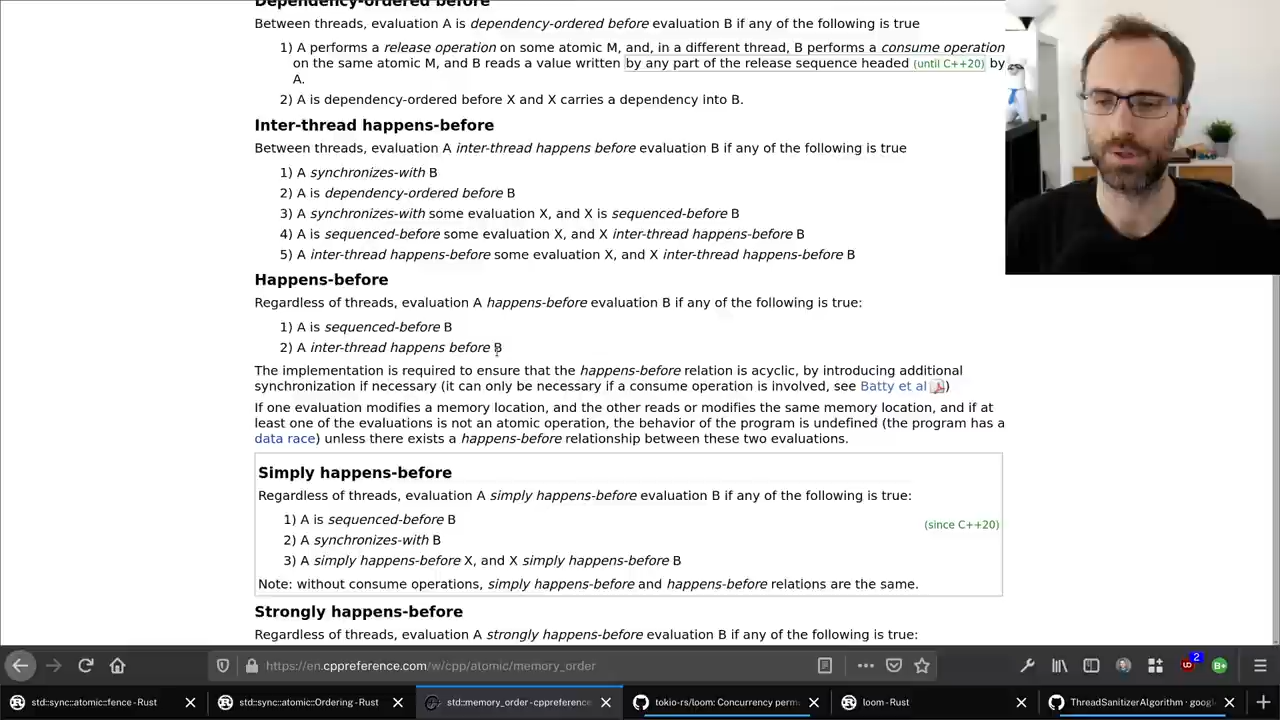 Dependency-ordered before
Between threads, evaluation A is dependency-ordered before evaluation B if any of the following is true
1) A performs a release operation on some atomic M, and, in a different thread, B performs a consume operation
on the same atomic M, and B reads a value written by any part of the release sequence headed (until C++20) by
A.
2) A is dependency-ordered before X and X carries a dependency into B.
Inter-thread happens-before
Between threads, evaluation A inter-thread happens before evaluation B if any of the following is true
1) A synchronizes-with B
2) A is dependency-ordered before B
3) A synchronizes-with some evaluation X, and X is sequenced-before B
4) A is sequenced-before some evaluation X, and X inter-thread happens-before B
5) A inter-thread happens-before some evaluation X, and X inter-thread happens-before B
Happens-before
Regardless of threads, evaluation A happens-before evaluation B if any of the following is true:
1) A is sequenced-before B
2) A inter-thread happens before B
The implementation is required to ensure that the happens-before relation is acyclic, by introducing additional
synchronization if necessary (it can only be necessary if a consume operation is involved, see Batty et al)
If one evaluation modifies a memory location, and the other reads or modifies the same memory location, and if at
least one of the evaluations is not an atomic operation, the behavior of the program is undefined (the program has a
data race) unless there exists a happens-before relationship between these two evaluations.
Simply happens-before
Regardless of threads, evaluation A simply happens-before evaluation B if any of the following is true:
1) A is sequenced-before B
(since C++20)
2) A synchronizes-with B
3) A simply happens-before X, and X simply happens-before B
Note: without consume operations, simply happens-before and happens-before relations are the same.
Strongly happens-before
Regardless of threads, evaluation A strongly happens-before evaluation B if any of the following is true:
https://en.cppreference.com/w/cpp/atomic/memory_order
2
std::sync::atomic::fence - Rust
std::sync::atomic::Ordering - Rust
std::memory_order - cppreference
tokio-rs/loom: Concurrency perm
loom - Rust
ThreadSanitizerAlgorithm · googl